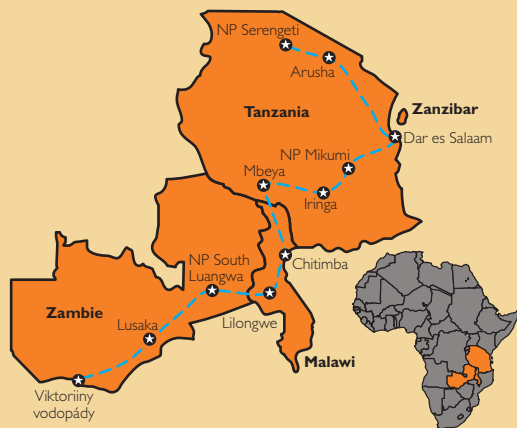 NP Serengeti
Arusha
Tanzania
Zanzibar
Dar es Salaam
NP Mikumi
Mbeya
Iringa
Chitimba
NP South
Luangwa
Zambie
Lusaka
Lilongwe
Malawi
Viktoriiny
vodopády